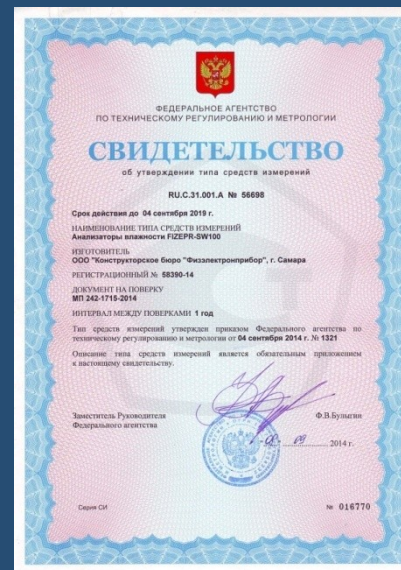 ФЕДЕРАЛЬНОЕ АГЕНТСТВО
ПО ТЕХНИЧЕСКОМУ РЕГУЛИРОВАНИЮ И МЕТРОЛОГИИ
СВИДЕТЕЛЬСТВО
об утверждении типа средств измерений
RU.C.31.001.A № 56698
Срок действия до 04 сентября 2019 г.
НАИМЕНОВАНИЕ ТИПА СРЕДСТВ ИЗМЕРЕНИЙ
Анализаторы влажности FIZEPR-SW100
ИЗГОТОВИТЕЛЬ
ООО "Конструкторское бюро "Физэлектронприбор", г. Самара
РЕГИСТРАЦИОННЫЙ № 58390-14
ДОКУМЕНТ НА ПОВЕРКУ
МП 242-1715-2014
ИНТЕРВАЛ МЕЖДУ ПОВЕРКАМИ 1 год
Тип средств измерений утвержден приказом Федерального агентства по
техническому регулированию и метрологии от 04 сентября 2014 г. № 1321
Описание типа средств измерений является обязательным приложением
к настоящему свидетельству.
Заместитель Руководителя
Федерального агентства
Ф.В.Булыгин
09 2014 г.
Серия СИ
№ 016770